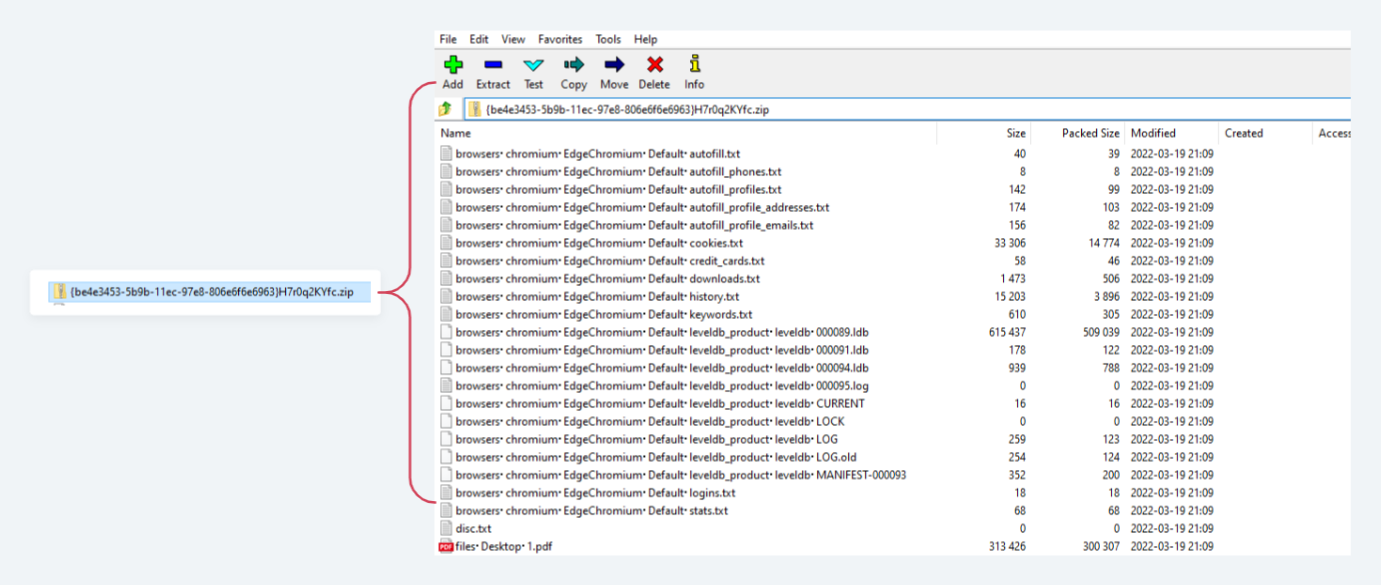 File Edit View Favorites Tools Help
Add Extract Test Copy Move Delete Info
{be4e3453-5b9b-11ec-97e8-806e6f6e6963}H7r0q2KYfc.zip
Name Size Packed Size Modified Created Access
browsers· chromium· EdgeChromium· Default· autofill.txt 40 39 2022-03-19 21:09
browsers· chromium· EdgeChromium· Default· autofill_phones.txt 8 8 2022-03-19 21:09
browsers· chromium· EdgeChromium· Default· autofill_profiles.txt 142 99 2022-03-19 21:09
browsers· chromium· EdgeChromium· Default· autofill_profile_addresses.txt 174 103 2022-03-19 21:09
browsers· chromium· EdgeChromium· Default· autofill_profile_emails.txt 156 82 2022-03-19 21:09
browsers· chromium· EdgeChromium· Default· cookies.txt 33 306 14 774 2022-03-19 21:09
browsers· chromium· EdgeChromium· Default· credit_cards.txt 58 46 2022-03-19 21:09
browsers· chromium· EdgeChromium· Default· downloads.txt 1 473 506 2022-03-19 21:09
browsers· chromium· EdgeChromium· Default· history.txt 15 203 3 896 2022-03-19 21:09
browsers· chromium· EdgeChromium· Default· keywords.txt 610 305 2022-03-19 21:09
browsers· chromium· EdgeChromium· Default· leveldb_product· leveldb· 000089.ldb 615 437 509 039 2022-03-19 21:09
browsers· chromium· EdgeChromium· Default· leveldb_product· leveldb· 000091.ldb 178 122 2022-03-19 21:09
browsers· chromium· EdgeChromium· Default· leveldb_product· leveldb· 000094.ldb 939 788 2022-03-19 21:09
browsers· chromium· EdgeChromium· Default· leveldb_product· leveldb· 000095.log 0 0 2022-03-19 21:09
browsers· chromium· EdgeChromium· Default· leveldb_product· leveldb· CURRENT 16 16 2022-03-19 21:09
browsers· chromium· EdgeChromium· Default· leveldb_product· leveldb· LOCK 0 0 2022-03-19 21:09
browsers· chromium· EdgeChromium· Default· leveldb_product· leveldb· LOG 259 123 2022-03-19 21:09
browsers· chromium· EdgeChromium· Default· leveldb_product· leveldb· LOG.old 254 124 2022-03-19 21:09
browsers· chromium· EdgeChromium· Default· leveldb_product· leveldb· MANIFEST-000093 352 200 2022-03-19 21:09
browsers· chromium· EdgeChromium· Default· logins.txt 18 18 2022-03-19 21:09
browsers· chromium· EdgeChromium· Default· stats.txt 68 68 2022-03-19 21:09
disc.txt 0 0 2022-03-19 21:09
PDF files· Desktop· 1.pdf 313 426 300 307 2022-03-19 21:09
{be4e3453-5b9b-11ec-97e8-806e6f6e6963}H7r0q2KYfc.zip